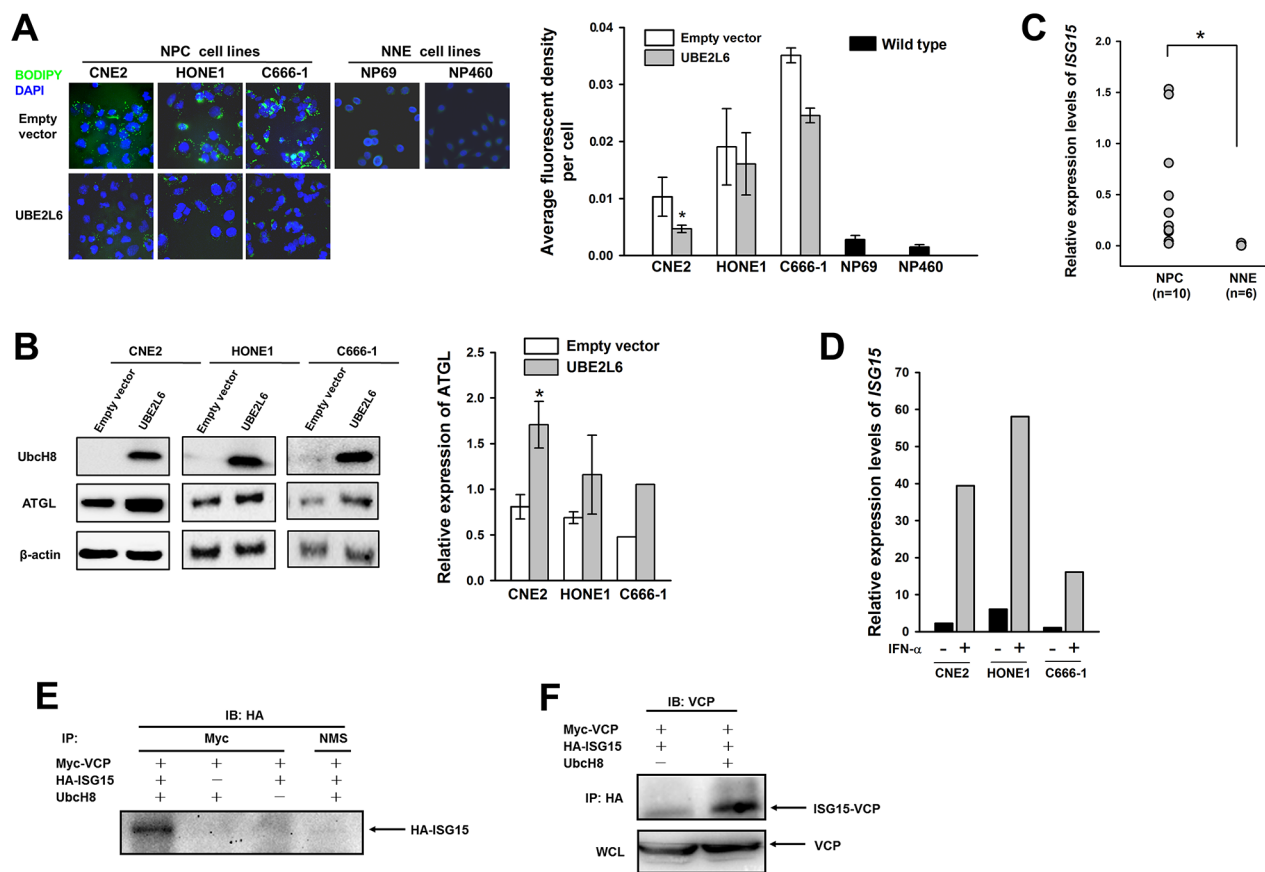 A
NPC cell lines
NNE cell lines
CNE2 HONE1 C666-1 NP69 NP460
BODIPY
DAPI
Empty
vector
UBE2L6
Average fluorescent density
per cell
0.04
0.03
0.02
0.01
0.00
Empty vector
UBE2L6
Wild type
*
CNE2 HONE1 C666-1 NP69 NP460
C
Relative expression levels of ISG15
2.0
1.5
1.0
0.5
0.0
*
NPC NNE
(n=10) (n=6)
B
CNE2 HONE1 C666-1
Empty vector UBE2L6 Empty vector UBE2L6 Empty vector UBE2L6
UbcH8
ATGL
β-actin
Relative expression of ATGL
2.5
2.0
1.5
1.0
0.5
0.0
Empty vector
UBE2L6
*
CNE2 HONE1 C666-1
D
Relative expression levels of ISG15
70
60
50
40
30
20
10
0
IFN-α - + - + - +
CNE2 HONE1 C666-1
E
IB: HA
IP: Myc NMS
Myc-VCP + + + +
HA-ISG15 + − + +
UbcH8 + + − +
HA-ISG15
F
IB: VCP
Myc-VCP + +
HA-ISG15 + +
UbcH8 − +
IP: HA
ISG15-VCP
WCL
VCP